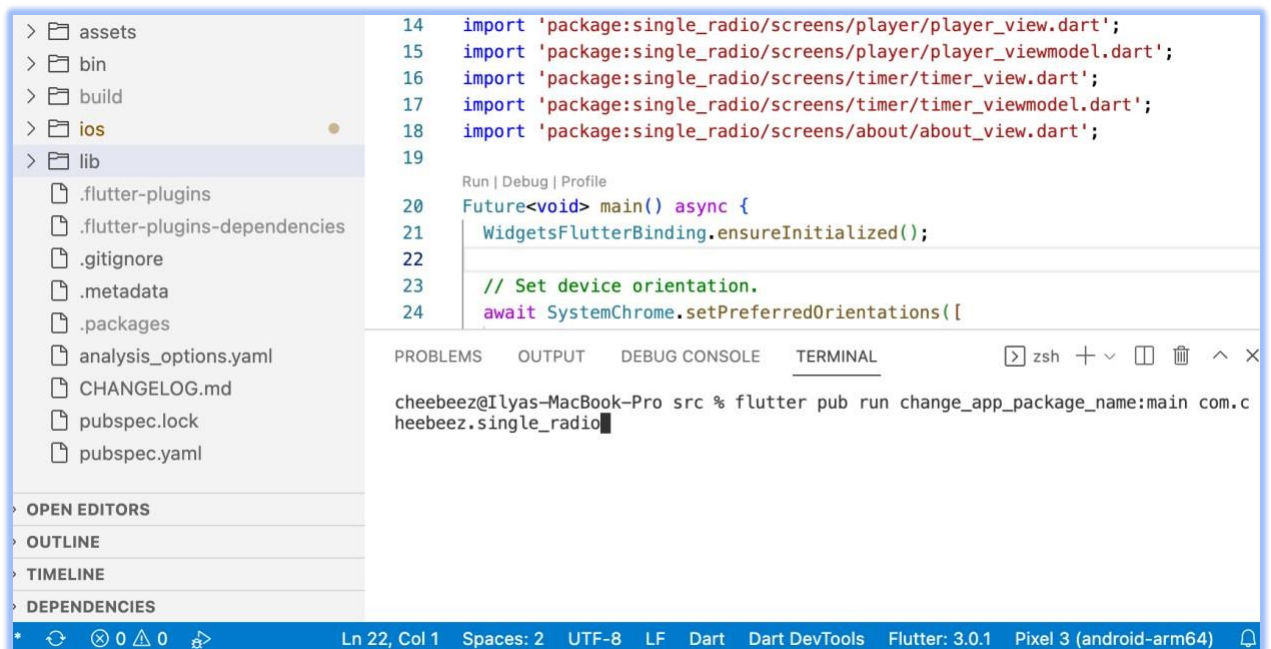 assets
bin
build
ios
lib
.flutter-plugins
.flutter-plugins-dependencies
.gitignore
.metadata
.packages
analysis_options.yaml
CHANGELOG.md
pubspec.lock
pubspec.yaml
OPEN EDITORS
OUTLINE
TIMELINE
DEPENDENCIES
14 import 'package:single_radio/screens/player/player_view.dart';
15 import 'package:single_radio/screens/player/player_viewmodel.dart';
16 import 'package:single_radio/screens/timer/timer_view.dart';
17 import 'package:single_radio/screens/timer/timer_viewmodel.dart';
18 import 'package:single_radio/screens/about/about_view.dart';
19
Run | Debug | Profile
20 Future<void> main() async {
21 WidgetsFlutterBinding.ensureInitialized();
22
23 // Set device orientation.
24 await SystemChrome.setPreferredOrientations([
PROBLEMS OUTPUT DEBUG CONSOLE TERMINAL zsh
cheebeez@Ilyas-MacBook-Pro src % flutter pub run change_app_package_name:main com.c
heebeez.single_radio
0 0 Ln 22, Col 1 Spaces: 2 UTF-8 LF Dart Dart DevTools Flutter: 3.0.1 Pixel 3 (android-arm64)